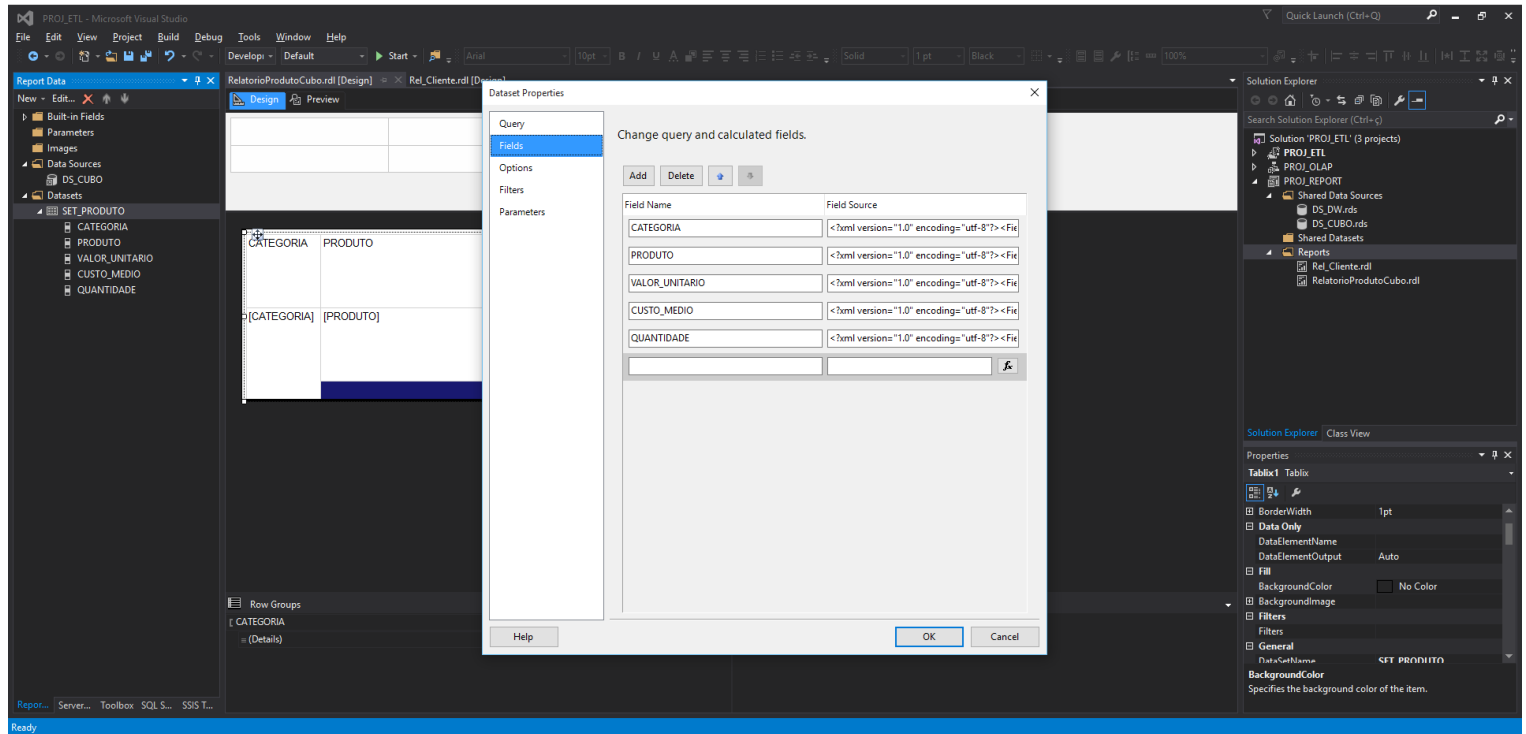 PROJ_ETL - Microsoft Visual Studio
Quick Launch (Ctrl+Q)
File Edit View Project Build Debug Tools Window Help
Developi Default Start Arial 10pt B I U A Solid 1 pt Black 100%
Report Data
New Edit...
Built-in Fields
Parameters
Images
Data Sources
DS_CUBO
Datasets
SET_PRODUTO
CATEGORIA
PRODUTO
VALOR_UNITARIO
CUSTO_MEDIO
QUANTIDADE
Repor... Server... Toolbox SQL S... SSIS T...
RelatorioProdutoCubo.rdl [Design] Rel_Cliente.rdl [Design]
Design Preview
CATEGORIA PRODUTO
[CATEGORIA] [PRODUTO]
Row Groups
[ CATEGORIA
(Details)
Dataset Properties
Query
Fields
Options
Filters
Parameters
Change query and calculated fields.
Add Delete
Field Name Field Source
CATEGORIA <?xml version="1.0" encoding="utf-8"?><Fie
PRODUTO <?xml version="1.0" encoding="utf-8"?><Fie
VALOR_UNITARIO <?xml version="1.0" encoding="utf-8"?><Fie
CUSTO_MEDIO <?xml version="1.0" encoding="utf-8"?><Fie
QUANTIDADE <?xml version="1.0" encoding="utf-8"?><Fie
fx
Help OK Cancel
Solution Explorer
Search Solution Explorer (Ctrl+ç)
Solution 'PROJ_ETL' (3 projects)
PROJ_ETL
PROJ_OLAP
PROJ_REPORT
Shared Data Sources
DS_DW.rds
DS_CUBO.rds
Shared Datasets
Reports
Rel_Cliente.rdl
RelatorioProdutoCubo.rdl
Solution Explorer Class View
Properties
Tablix1 Tablix
BorderWidth 1pt
Data Only
DataElementName
DataElementOutput Auto
Fill
BackgroundColor No Color
BackgroundImage
Filters
Filters
General
DataSetName SET_PRODUTO
BackgroundColor
Specifies the background color of the item.
Ready